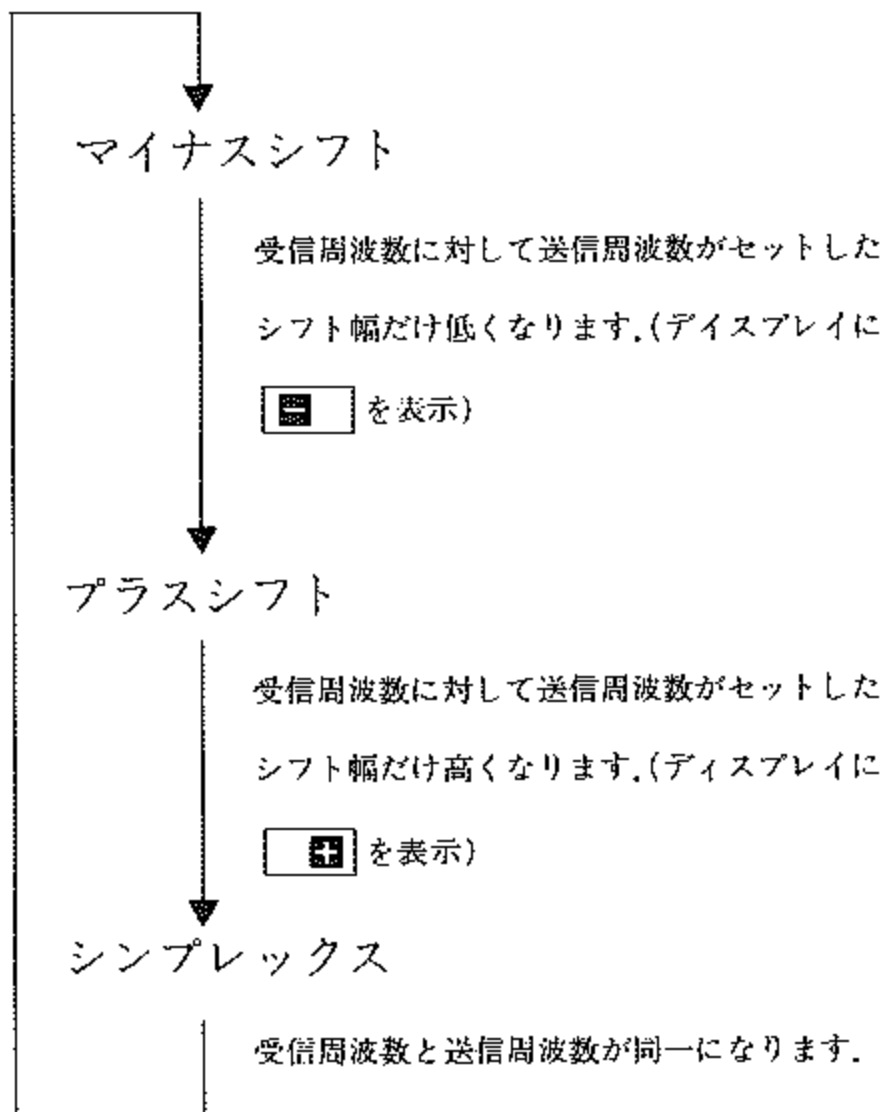 マイナスシフト
受信周波数に対して送信周波数がセットした
シフト幅だけ低くなります.(デイスプレイに
- を表示)
プラスシフト
受信周波数に対して送信周波数がセットした
シフト幅だけ高くなります.(ディスプレイに
+ を表示)
シンプレックス
受信周波数と送信周波数が同一になります.